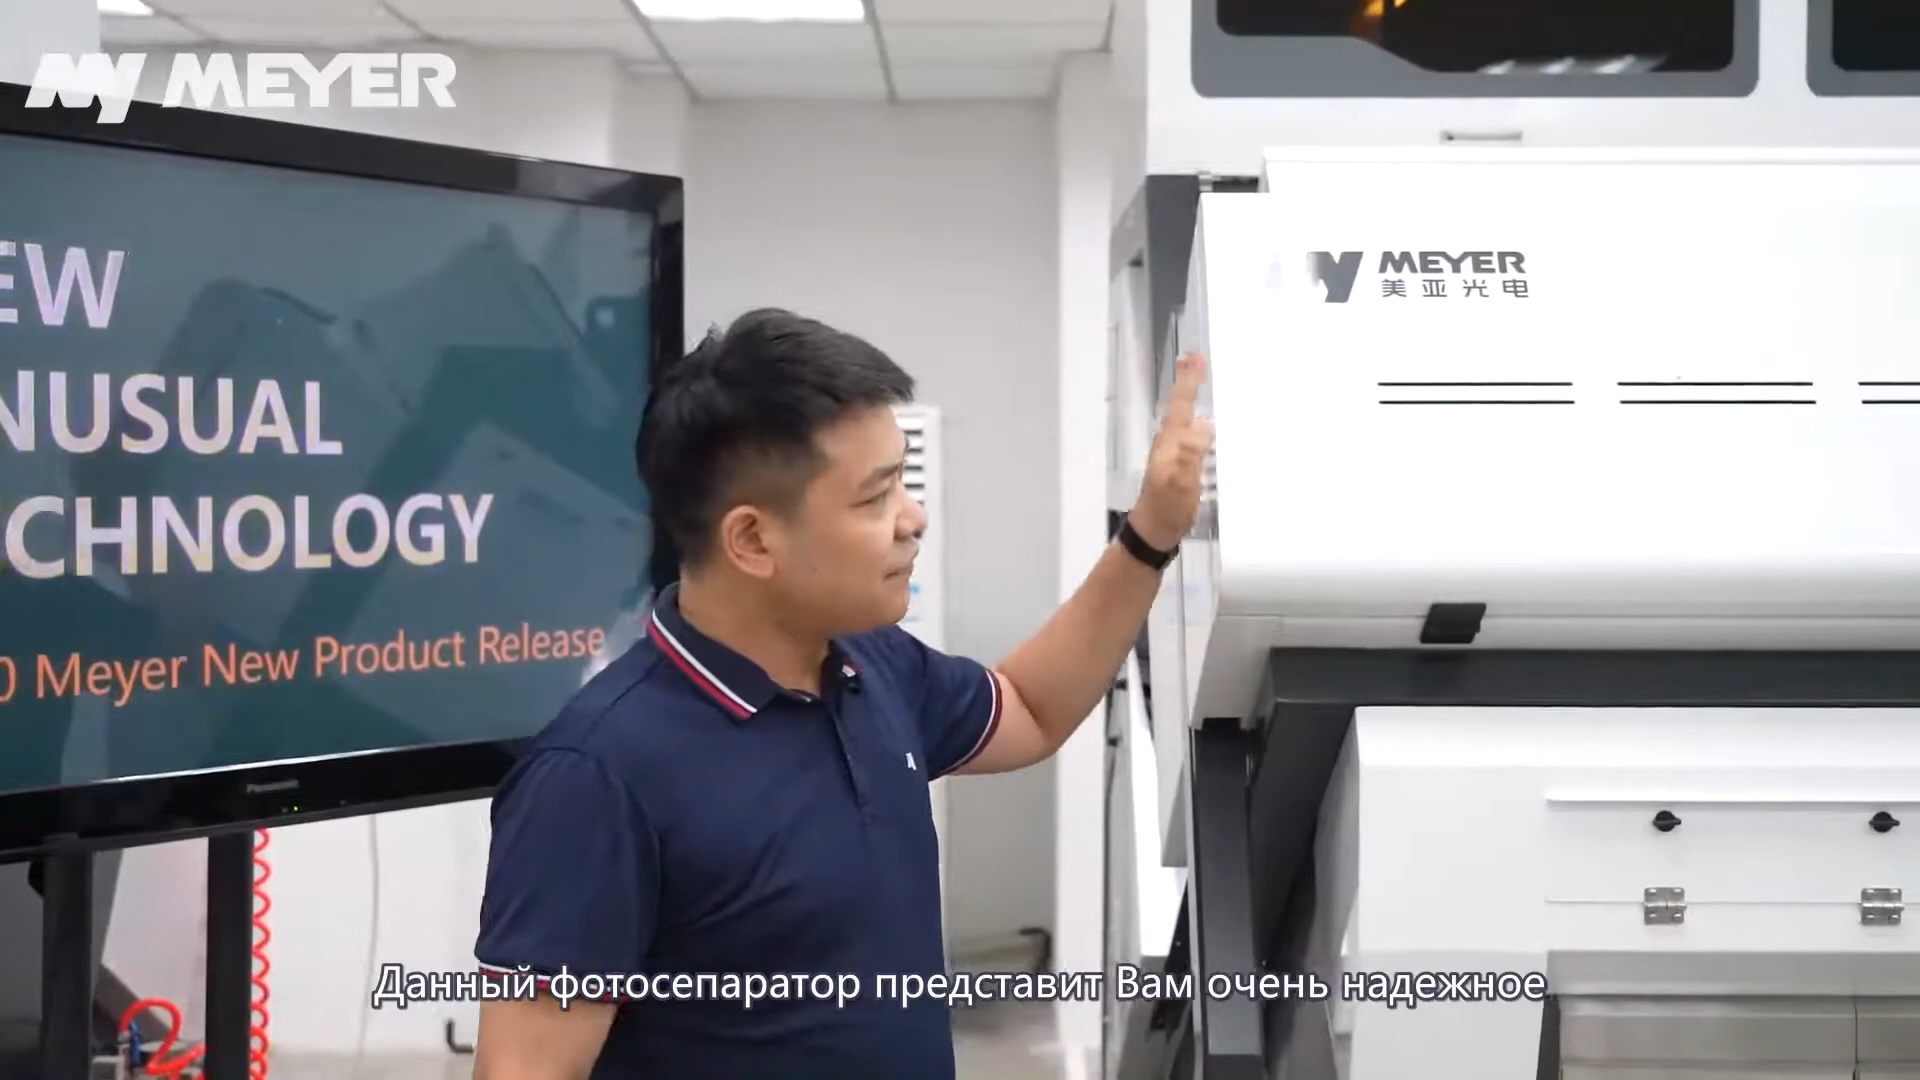 MEYER
EW
NUSUAL
CHNOLOGY
0 Meyer New Product Release
Panasonic
MEYER
美亚光电
Данный фотосепаратор представит Вам очень надежное